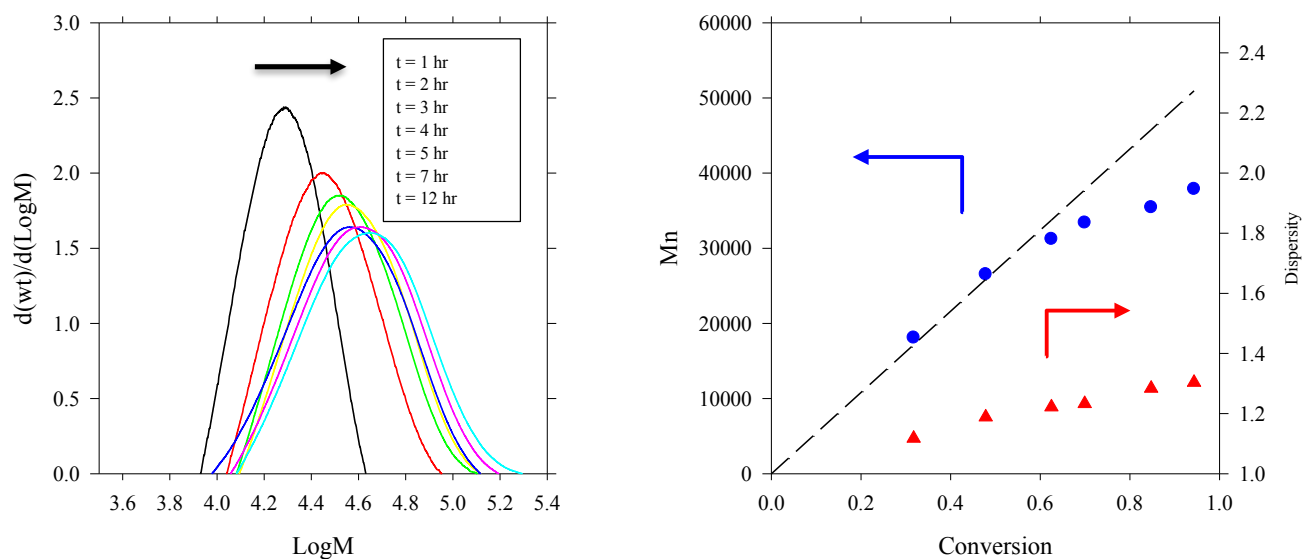 3.0
2.5
2.0
1.5
1.0
0.5
0.0
d(wt)/d(LogM)
t = 1 hr
t = 2 hr
t = 3 hr
t = 4 hr
t = 5 hr
t = 7 hr
t = 12 hr
3.6 3.8 4.0 4.2 4.4 4.6 4.8 5.0 5.2 5.4
LogM
60000
50000
40000
30000
20000
10000
0
Mn
2.4
2.2
2.0
1.8
1.6
1.4
1.2
1.0
Dispersity
0.0 0.2 0.4 0.6 0.8 1.0
Conversion